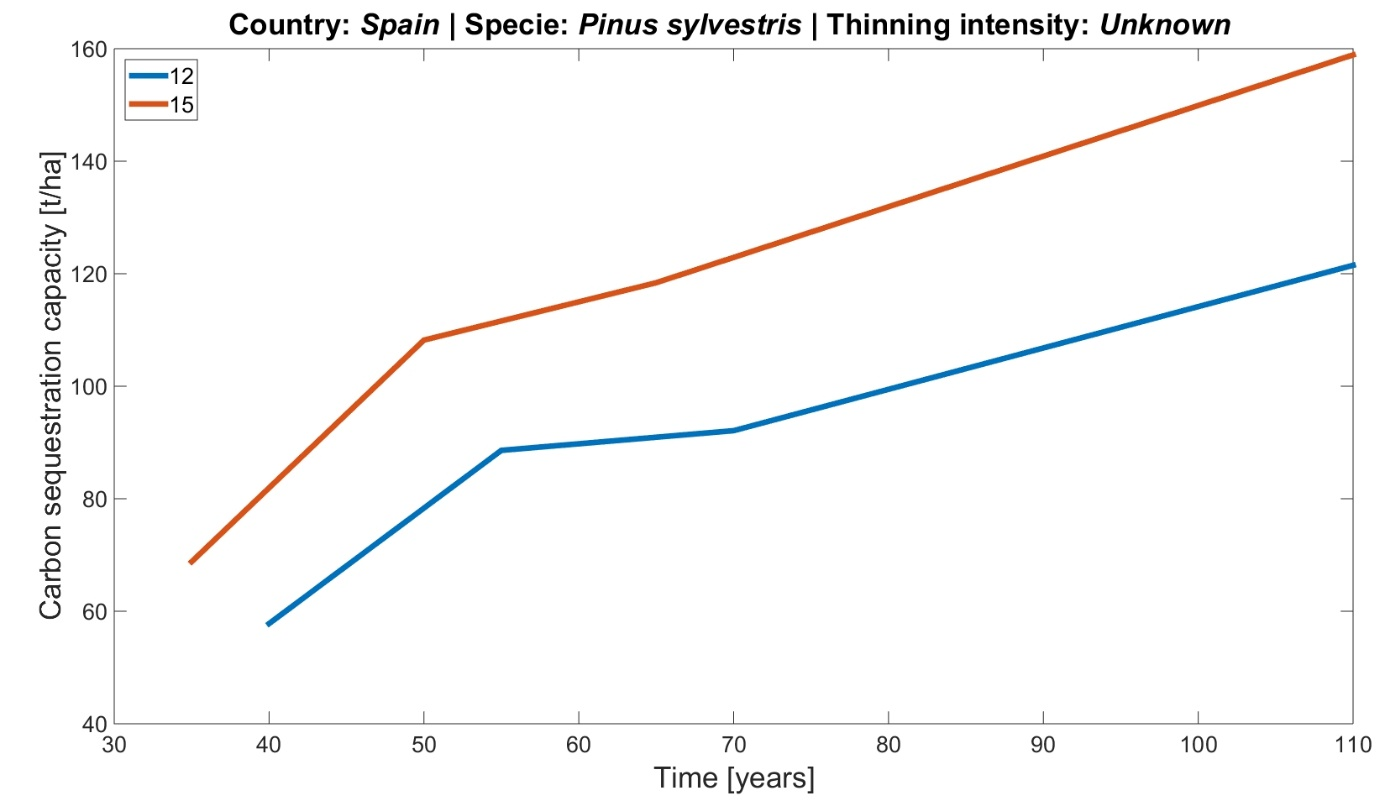 Country: Spain | Specie: Pinus sylvestris | Thinning intensity: Unknown
12
15
Carbon sequestration capacity [t/ha]
160
140
120
100
80
60
40
30 40 50 60 70 80 90 100 110
Time [years]